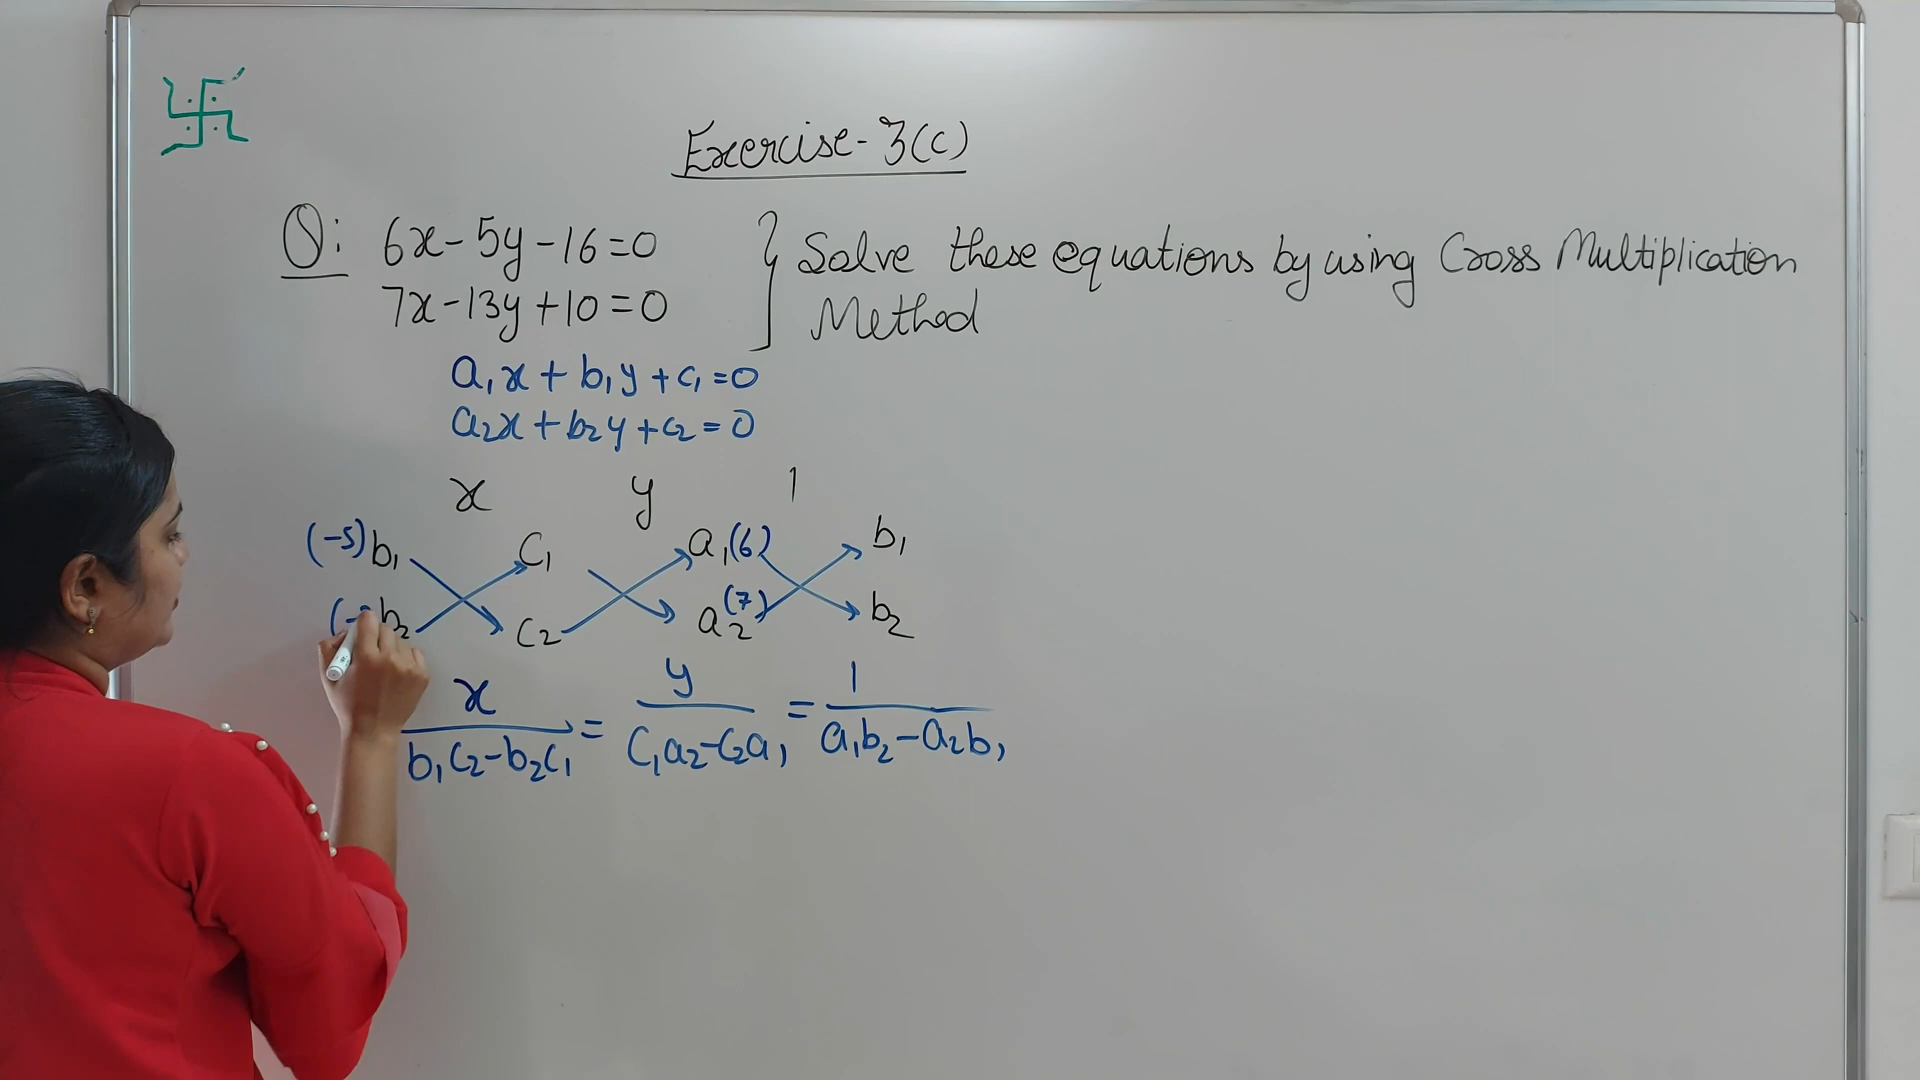 Exercise-3(c)
Q: 6x-5y-16=0 } Solve these equations by using Cross Multiplication
7x-13y+10=0 Method
a₁x+b₁y+c₁=0
a₂x+b₂y+c₂=0
x y 1
(-5)b₁ c₁ a₁(6) b₁
b₂ c₂ a₂(7) b₂
x/(b₁c₂-b₂c₁) = y/(c₁a₂-c₂a₁) = 1/(a₁b₂-a₂b₁)